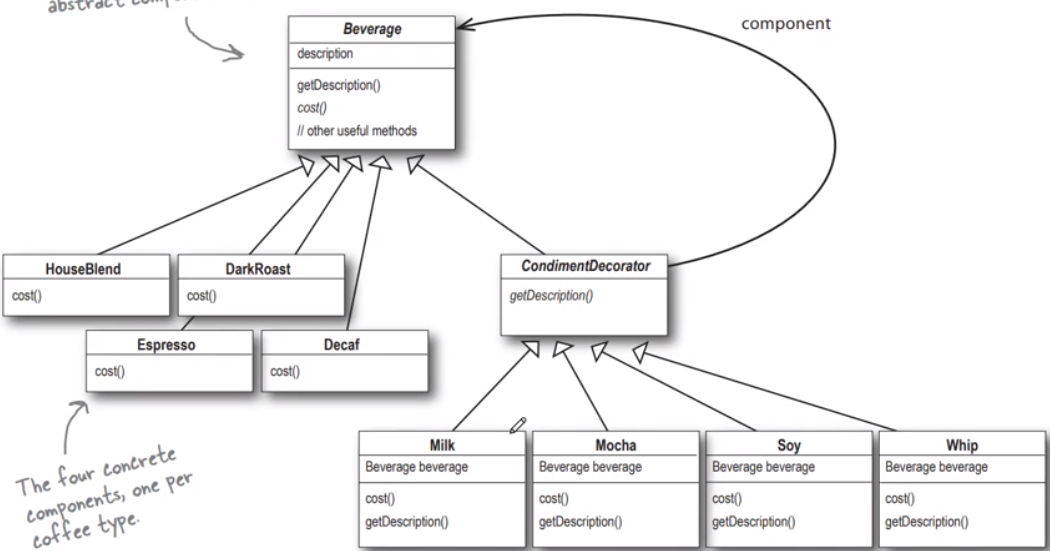 abstract
component
Beverage
description
getDescription()
cost()
// other useful methods
HouseBlend
cost()
DarkRoast
cost()
CondimentDecorator
getDescription()
Espresso
cost()
Decaf
cost()
The four concrete
components, one per
coffee type.
Milk
Beverage beverage
cost()
getDescription()
Mocha
Beverage beverage
cost()
getDescription()
Soy
Beverage beverage
cost()
getDescription()
Whip
Beverage beverage
cost()
getDescription()